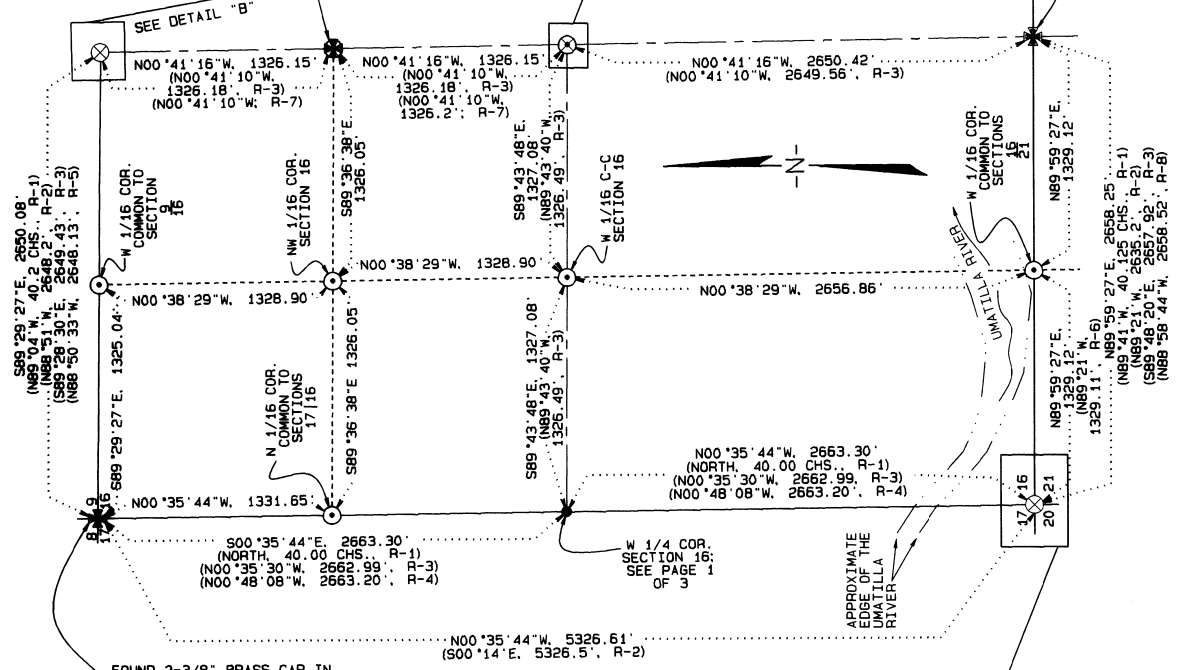 SEE DETAIL "B"
N00°41'16"W, 1326.15'
(N00°41'10"W,
1326.18', R-3)
(N00°41'10"W; R-7)
N00°41'16"W, 1326.15'
(N00°41'10"W,
1326.18', R-3)
(N00°41'10"W,
1326.2'; R-7)
N00°41'16"W, 2650.42'
(N00°41'10"W, 2649.56', R-3)
S89°29'27"E, 2650.08'
(N89°04'W, 40.2 CHS., R-1)
(N88°51'W, 2648.2', R-2)
(S89°28'30"E, 2649.43', R-3)
(N88°50'33"W, 2648.13', R-5)
W 1/16 COR.
COMMON TO
SECTION
9
16
NW 1/16 COR.
SECTION 16
S89°36'38"E,
1326.05'
S89°43'48"E,
1327.08'
(N89°43'40"W,
1326.49', R-3)
W 1/16 C-C
SECTION 16
N
W 1/16 COR.
COMMON TO
SECTIONS
16
21
N89°59'27"E,
1329.12'
N89°59'27"E, 2658.25'
(N89°41'W, 40.125 CHS., R-1)
(N89°21'W, 2635.2', R-2)
(S89°48'20"E, 2657.92', R-3)
(N88°58'44"W, 2658.52', R-8)
UMATILLA RIVER
N00°38'29"W, 1328.90'
N00°38'29"W, 1328.90'
N00°38'29"W, 2656.86'
S89°29'27"E, 1325.04'
N 1/16 COR.
COMMON TO
SECTIONS
17|16
S89°36'38"E 1326.05'
S89°43'48"E, 1327.08'
(N89°43'40"W,
1326.49', R-3)
N89°59'27"E,
1329.12'
(N89°21'W,
1329.11', R-6)
N00°35'44"W, 1331.65'
N00°35'44"W, 2663.30'
(NORTH, 40.00 CHS., R-1)
(N00°35'30"W, 2662.99, R-3)
(N00°48'08"W, 2663.20', R-4)
8 9
17 16
16 21
17 20
S00°35'44"E, 2663.30'
(NORTH, 40.00 CHS., R-1)
(N00°35'30"W, 2662.99, R-3)
(N00°48'08"W, 2663.20', R-4)
W 1/4 COR.
SECTION 16;
SEE PAGE 1
OF 3
APPROXIMATE
EDGE OF THE
UMATILLA
RIVER
N00°35'44"W, 5326.61'
(S00°14'E, 5326.5', R-2)
FOUND 2-3/8" BRASS CAP IN